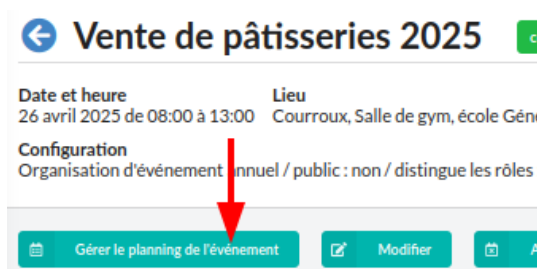 Vente de pâtisseries 2025
Date et heure
Lieu
26 avril 2025 de 08:00 à 13:00
Courroux, Salle de gym, école
Configuration
Organisation d'événement annuel / public : non / distingue les rôles
Gérer le planning de l'événement
Modifier